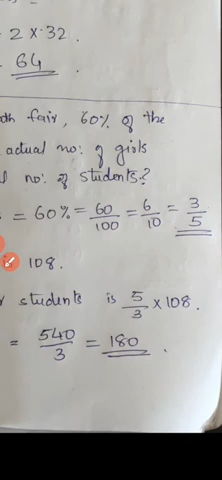 = 2 x 32.
= 64
th fair, 60% of the
actual no: of girls
no: of students?
= 60% = 60/100 = 6/10 = 3/5
108.
students is 5/3 × 108.
= 540/3 = 180.